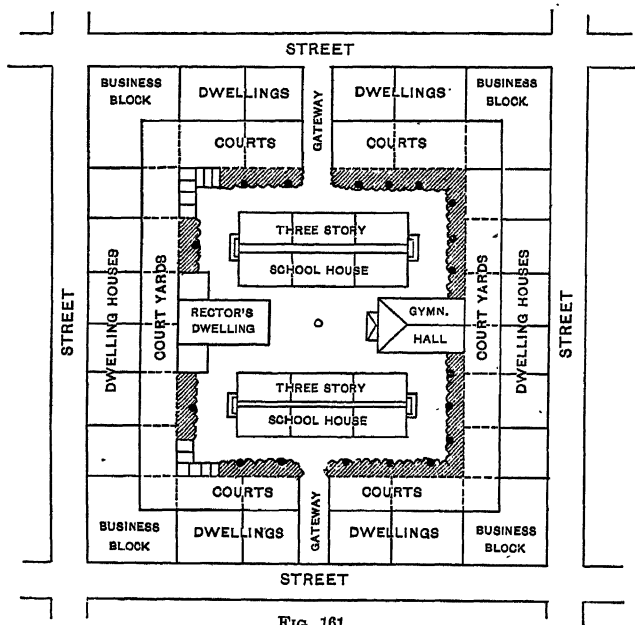 STREET
BUSINESS
BLOCK
DWELLINGS
GATEWAY
DWELLINGS
BUSINESS
BLOCK.
COURTS
COURTS
THREE STORY
SCHOOL HOUSE
STREET
DWELLING HOUSES
COURT YARDS
RECTOR'S
DWELLING
GYMN.
HALL
COURT YARDS
DWELLING HOUSES
STREET
THREE STORY
SCHOOL HOUSE
COURTS
GATEWAY
COURTS
BUSINESS
BLOCK
DWELLINGS
DWELLINGS
BUSINESS
BLOCK
STREET
FIG. 161